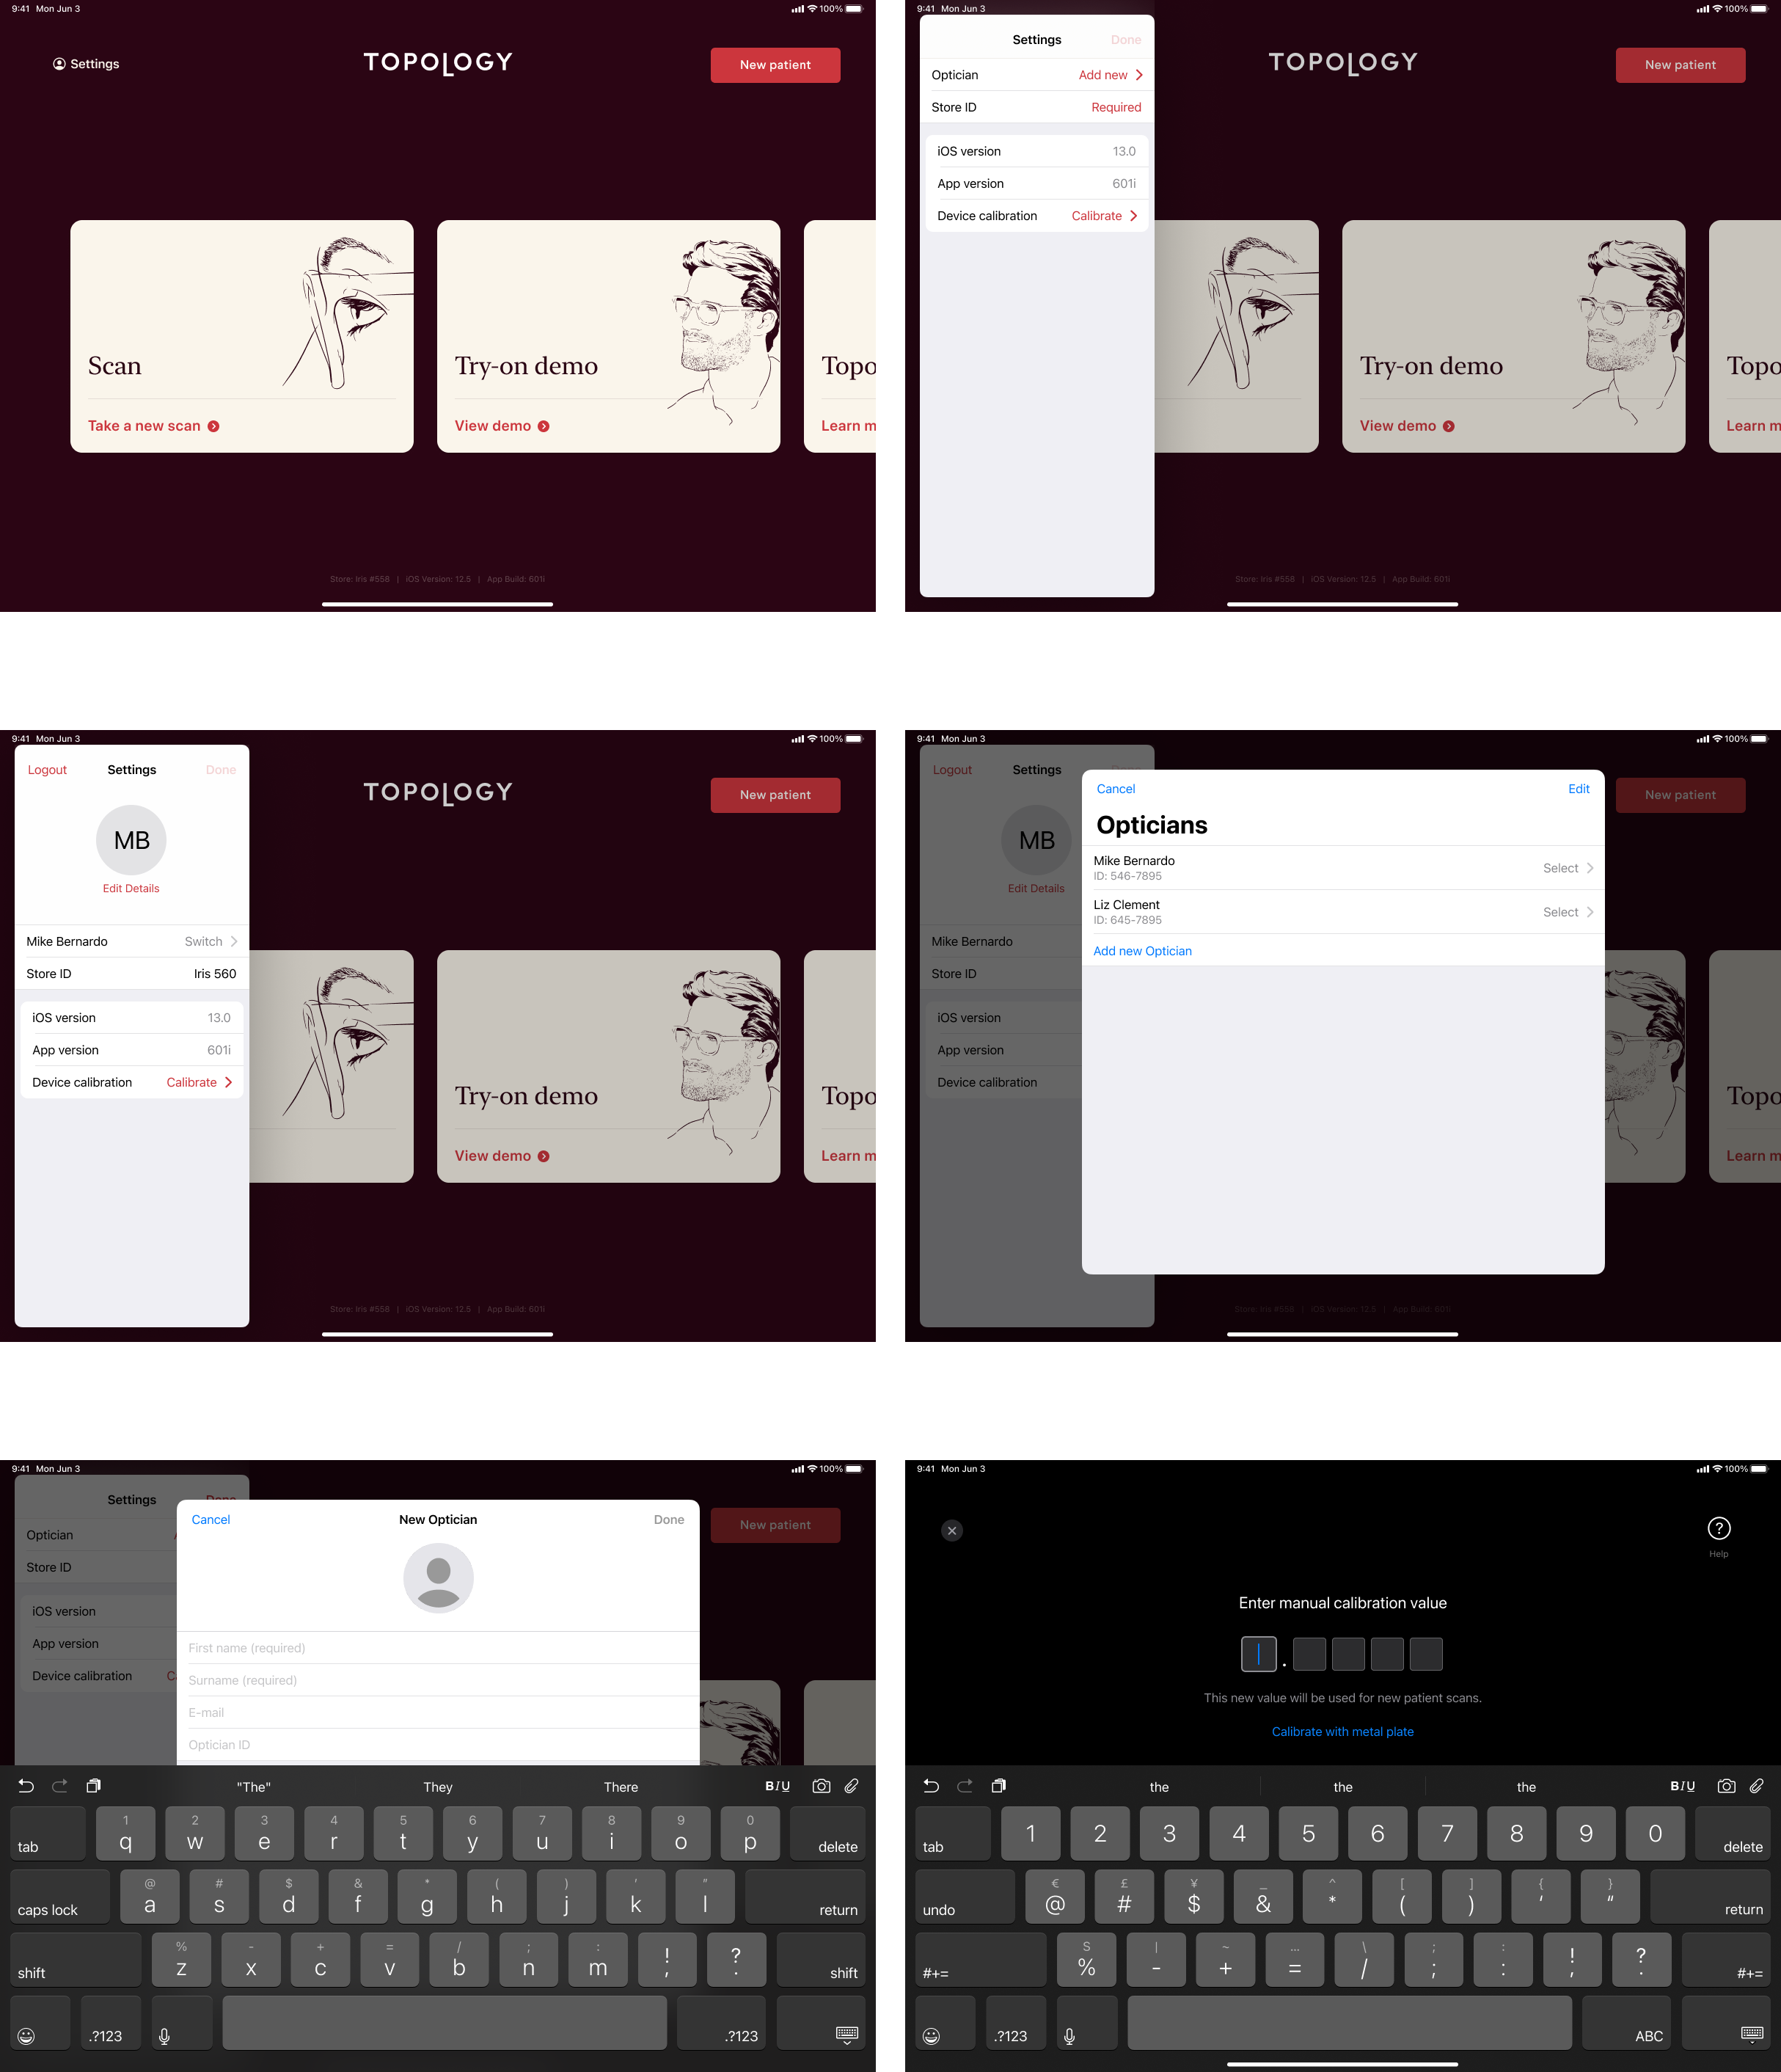 9:41 Mon Jun 3 100%
Settings
TOPOLOGY
New patient
Scan
Take a new scan
Try-on demo
View demo
Topo
Learn m
Store: Iris #558 | iOS Version: 12.5 | App Build: 601i
9:41 Mon Jun 3 100%
Settings Done
Optician Add new
Store ID Required
iOS version 13.0
App version 601i
Device calibration Calibrate
TOPOLOGY
New patient
Try-on demo
View demo
Topo
Learn m
Store: Iris #558 | iOS Version: 12.5 | App Build: 601i
9:41 Mon Jun 3 100%
Logout Settings Done
MB
Edit Details
Mike Bernardo Switch
Store ID Iris 560
iOS version 13.0
App version 601i
Device calibration Calibrate
TOPOLOGY
New patient
Try-on demo
View demo
Topo
Learn m
Store: Iris #558 | iOS Version: 12.5 | App Build: 601i
9:41 Mon Jun 3 100%
Logout Settings Done
MB
Edit Details
Mike Bernardo
Store ID
iOS version
App version
Device calibration
New patient
Cancel Edit
Opticians
Mike Bernardo
ID: 546-7895
Select
Liz Clement
ID: 645-7895
Select
Add new Optician
Topo
Learn m
Store: Iris #558 | iOS Version: 12.5 | App Build: 601i
9:41 Mon Jun 3 100%
Settings Done
Optician A
Store ID
iOS version
App version
Device calibration C
New patient
Cancel New Optician Done
First name (required)
Surname (required)
E-mail
Optician ID
"The" They There B I U
1 2 3 4 5 6 7 8 9 0
tab q w e r t y u i o p delete
@ # $ & * ( ) ' "
caps lock a s d f g h j k l return
% - + = / ; : ! ?
shift z x c v b n m , . shift
.?123 .?123
9:41 Mon Jun 3 100%
?
Help
Enter manual calibration value
.
This new value will be used for new patient scans.
Calibrate with metal plate
the the the B I U
tab 1 2 3 4 5 6 7 8 9 0 delete
€ £ ¥ _ ^ [ ] { }
undo @ # $ & * ( ) ' " return
S | ~ … \ ; : ! ?
#+= % - + = / ; : , . #+=
.?123 ABC